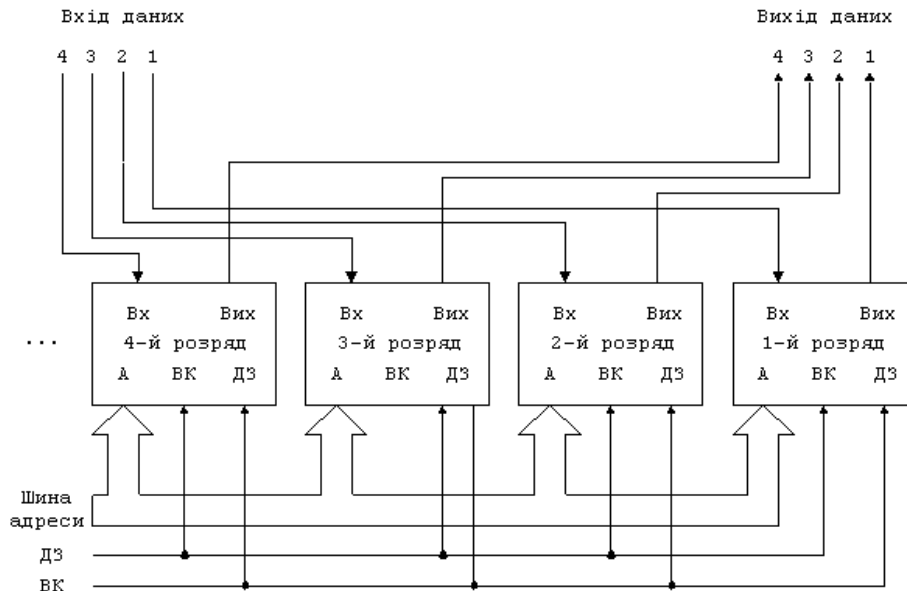 Вхід даних Вихід даних
4 3 2 1 4 3 2 1
Вх Вих Вх Вих Вх Вих Вх Вих
... 4-й розряд 3-й розряд 2-й розряд 1-й розряд
А ВК ДЗ А ВК ДЗ А ВК ДЗ А ВК ДЗ
Шина
адреси
ДЗ
ВК